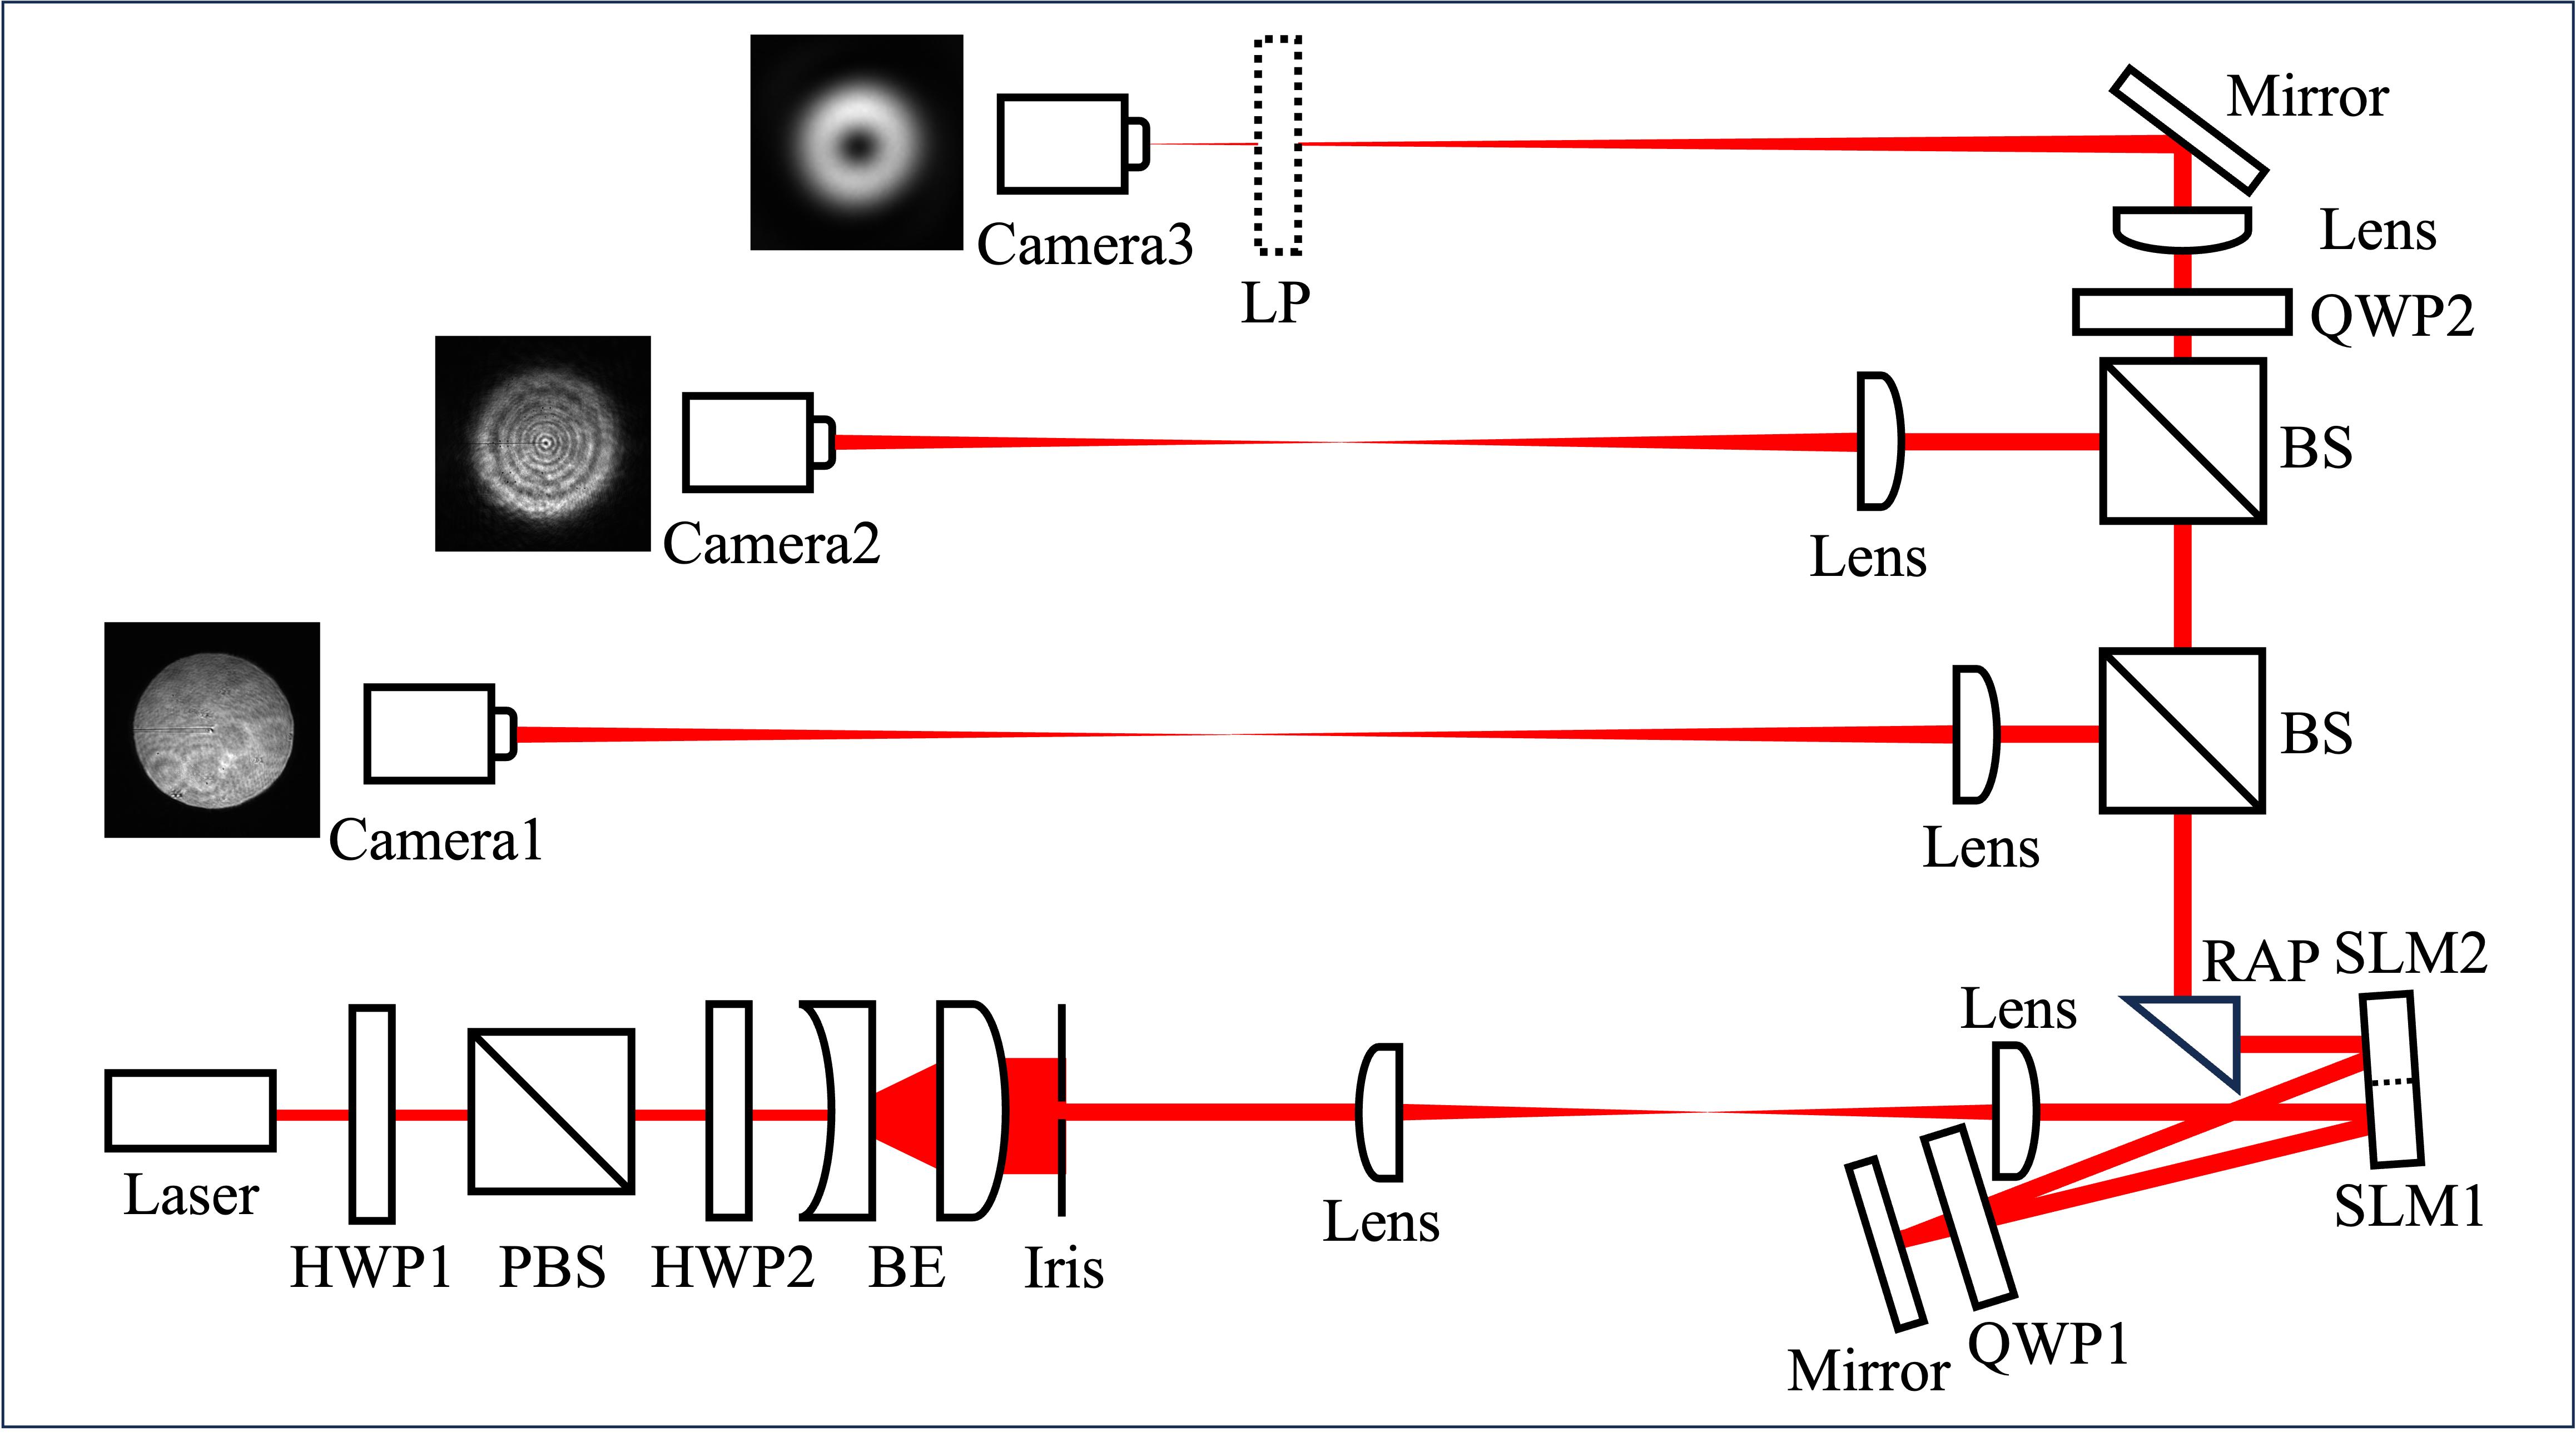 Mirror
Camera3
LP
Lens
QWP2
Camera2
Lens
BS
Camera1
Lens
BS
RAP
SLM2
Lens
Laser
HWP1
PBS
HWP2
BE
Iris
Lens
SLM1
Mirror
QWP1